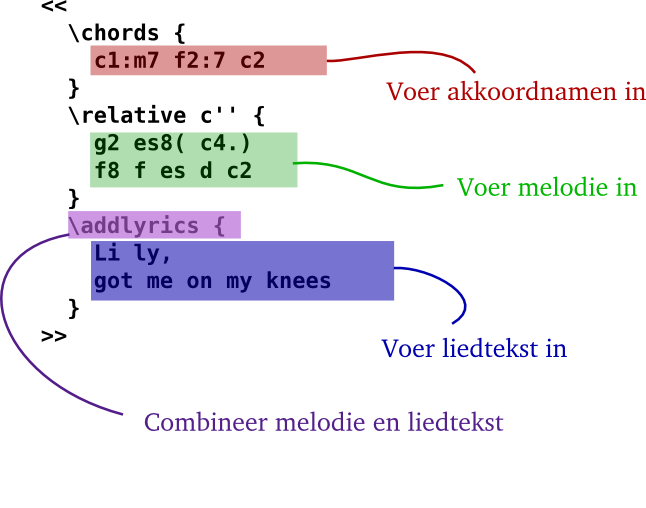 <<
\chords {
c1:m7 f2:7 c2
Voer akkoordnamen in
}
\relative c'' {
g2 es8( c4.)
f8 f es d c2
Voer melodie in
}
\addlyrics {
Li ly,
got me on my knees
}
>>
Voer liedtekst in
Combineer melodie en liedtekst